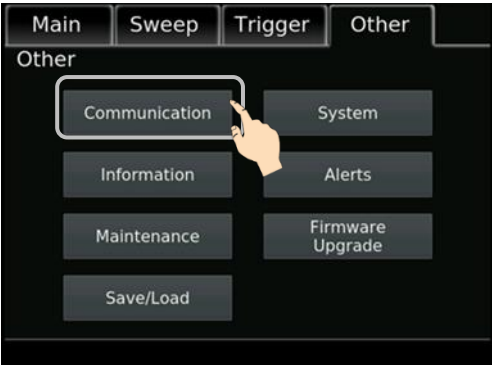 Main Sweep Trigger Other
Other
Communication System
Information Alerts
Maintenance Firmware
Upgrade
Save/Load